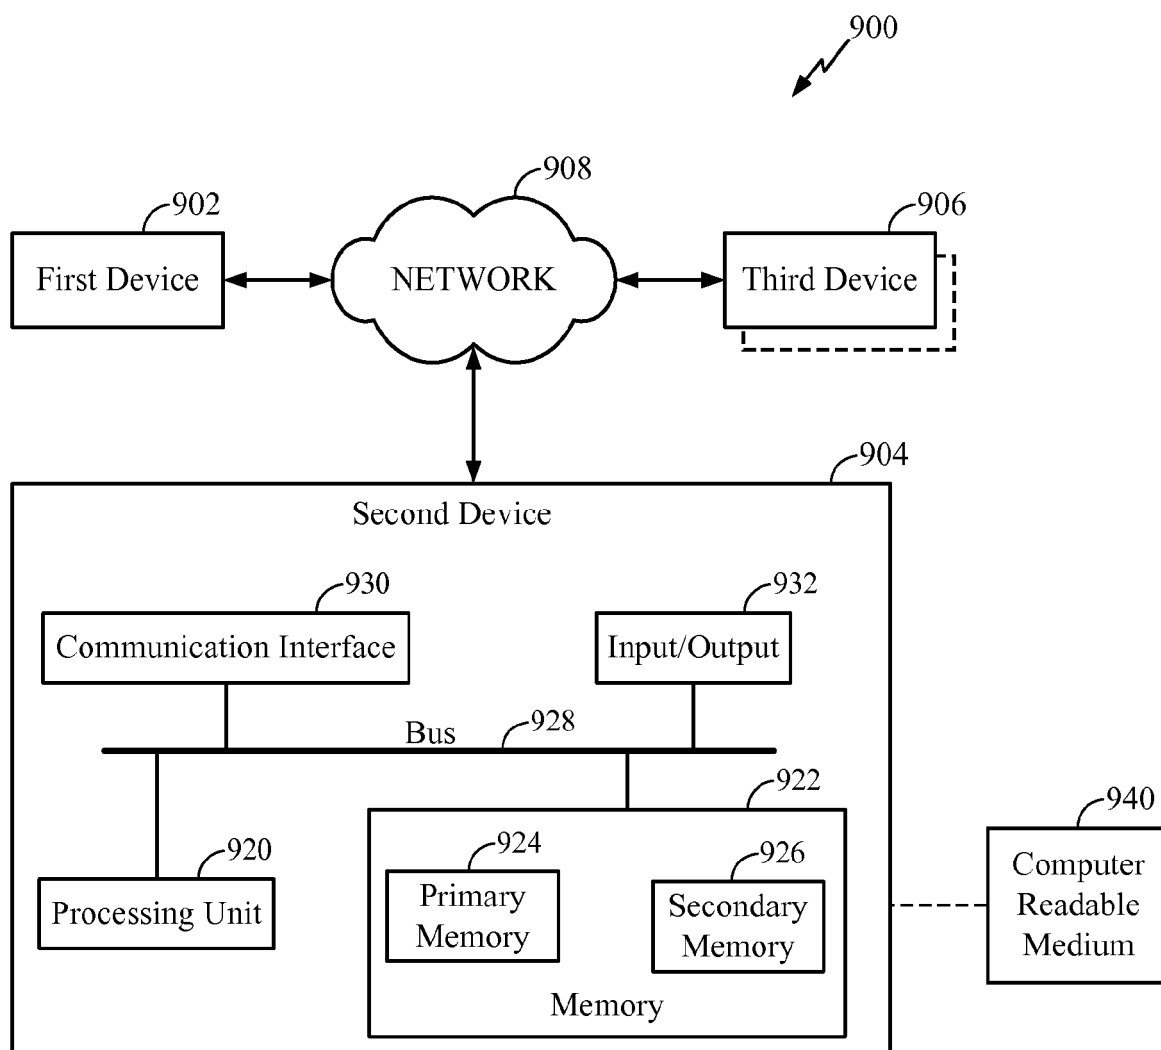 900
908
902
906
First Device
NETWORK
Third Device
904
Second Device
930
932
Communication Interface
Input/Output
Bus
928
922
940
920
924
926
Processing Unit
Primary
Memory
Secondary
Memory
Memory
Computer
Readable
Medium